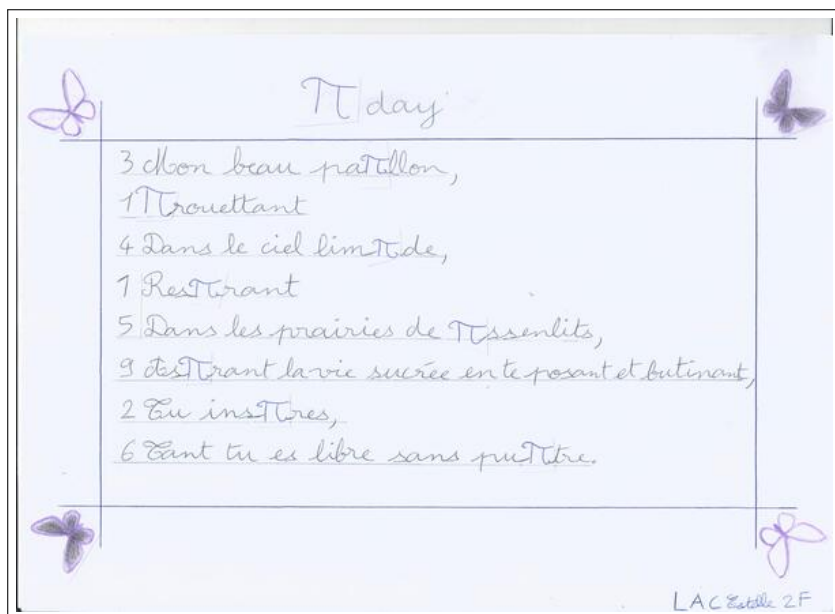 π day
3 Mon beau paπllon,
1 πrouettant
4 Dans le ciel limπde,
1 Resπrant
5 Dans les prairies de πssenlits,
9 Asπrant la vie sucrée en te posant et butinant,
2 Tu insπres,
6 Tant tu es libre sans puπtre.
LAC Estelle 2F